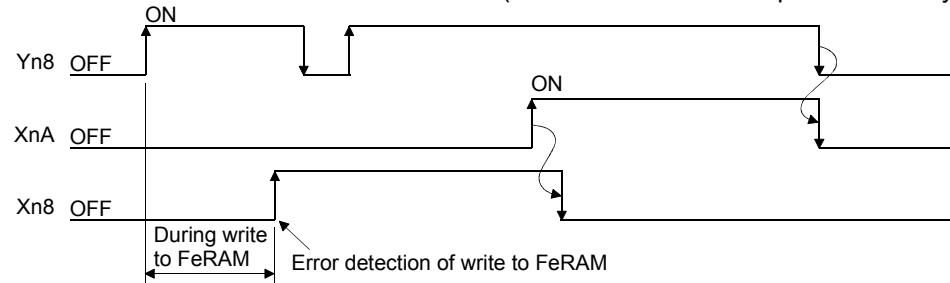 ON
Yn8 OFF
ON
XnA OFF
Xn8 OFF
During write
to FeRAM
Error detection of write to FeRAM